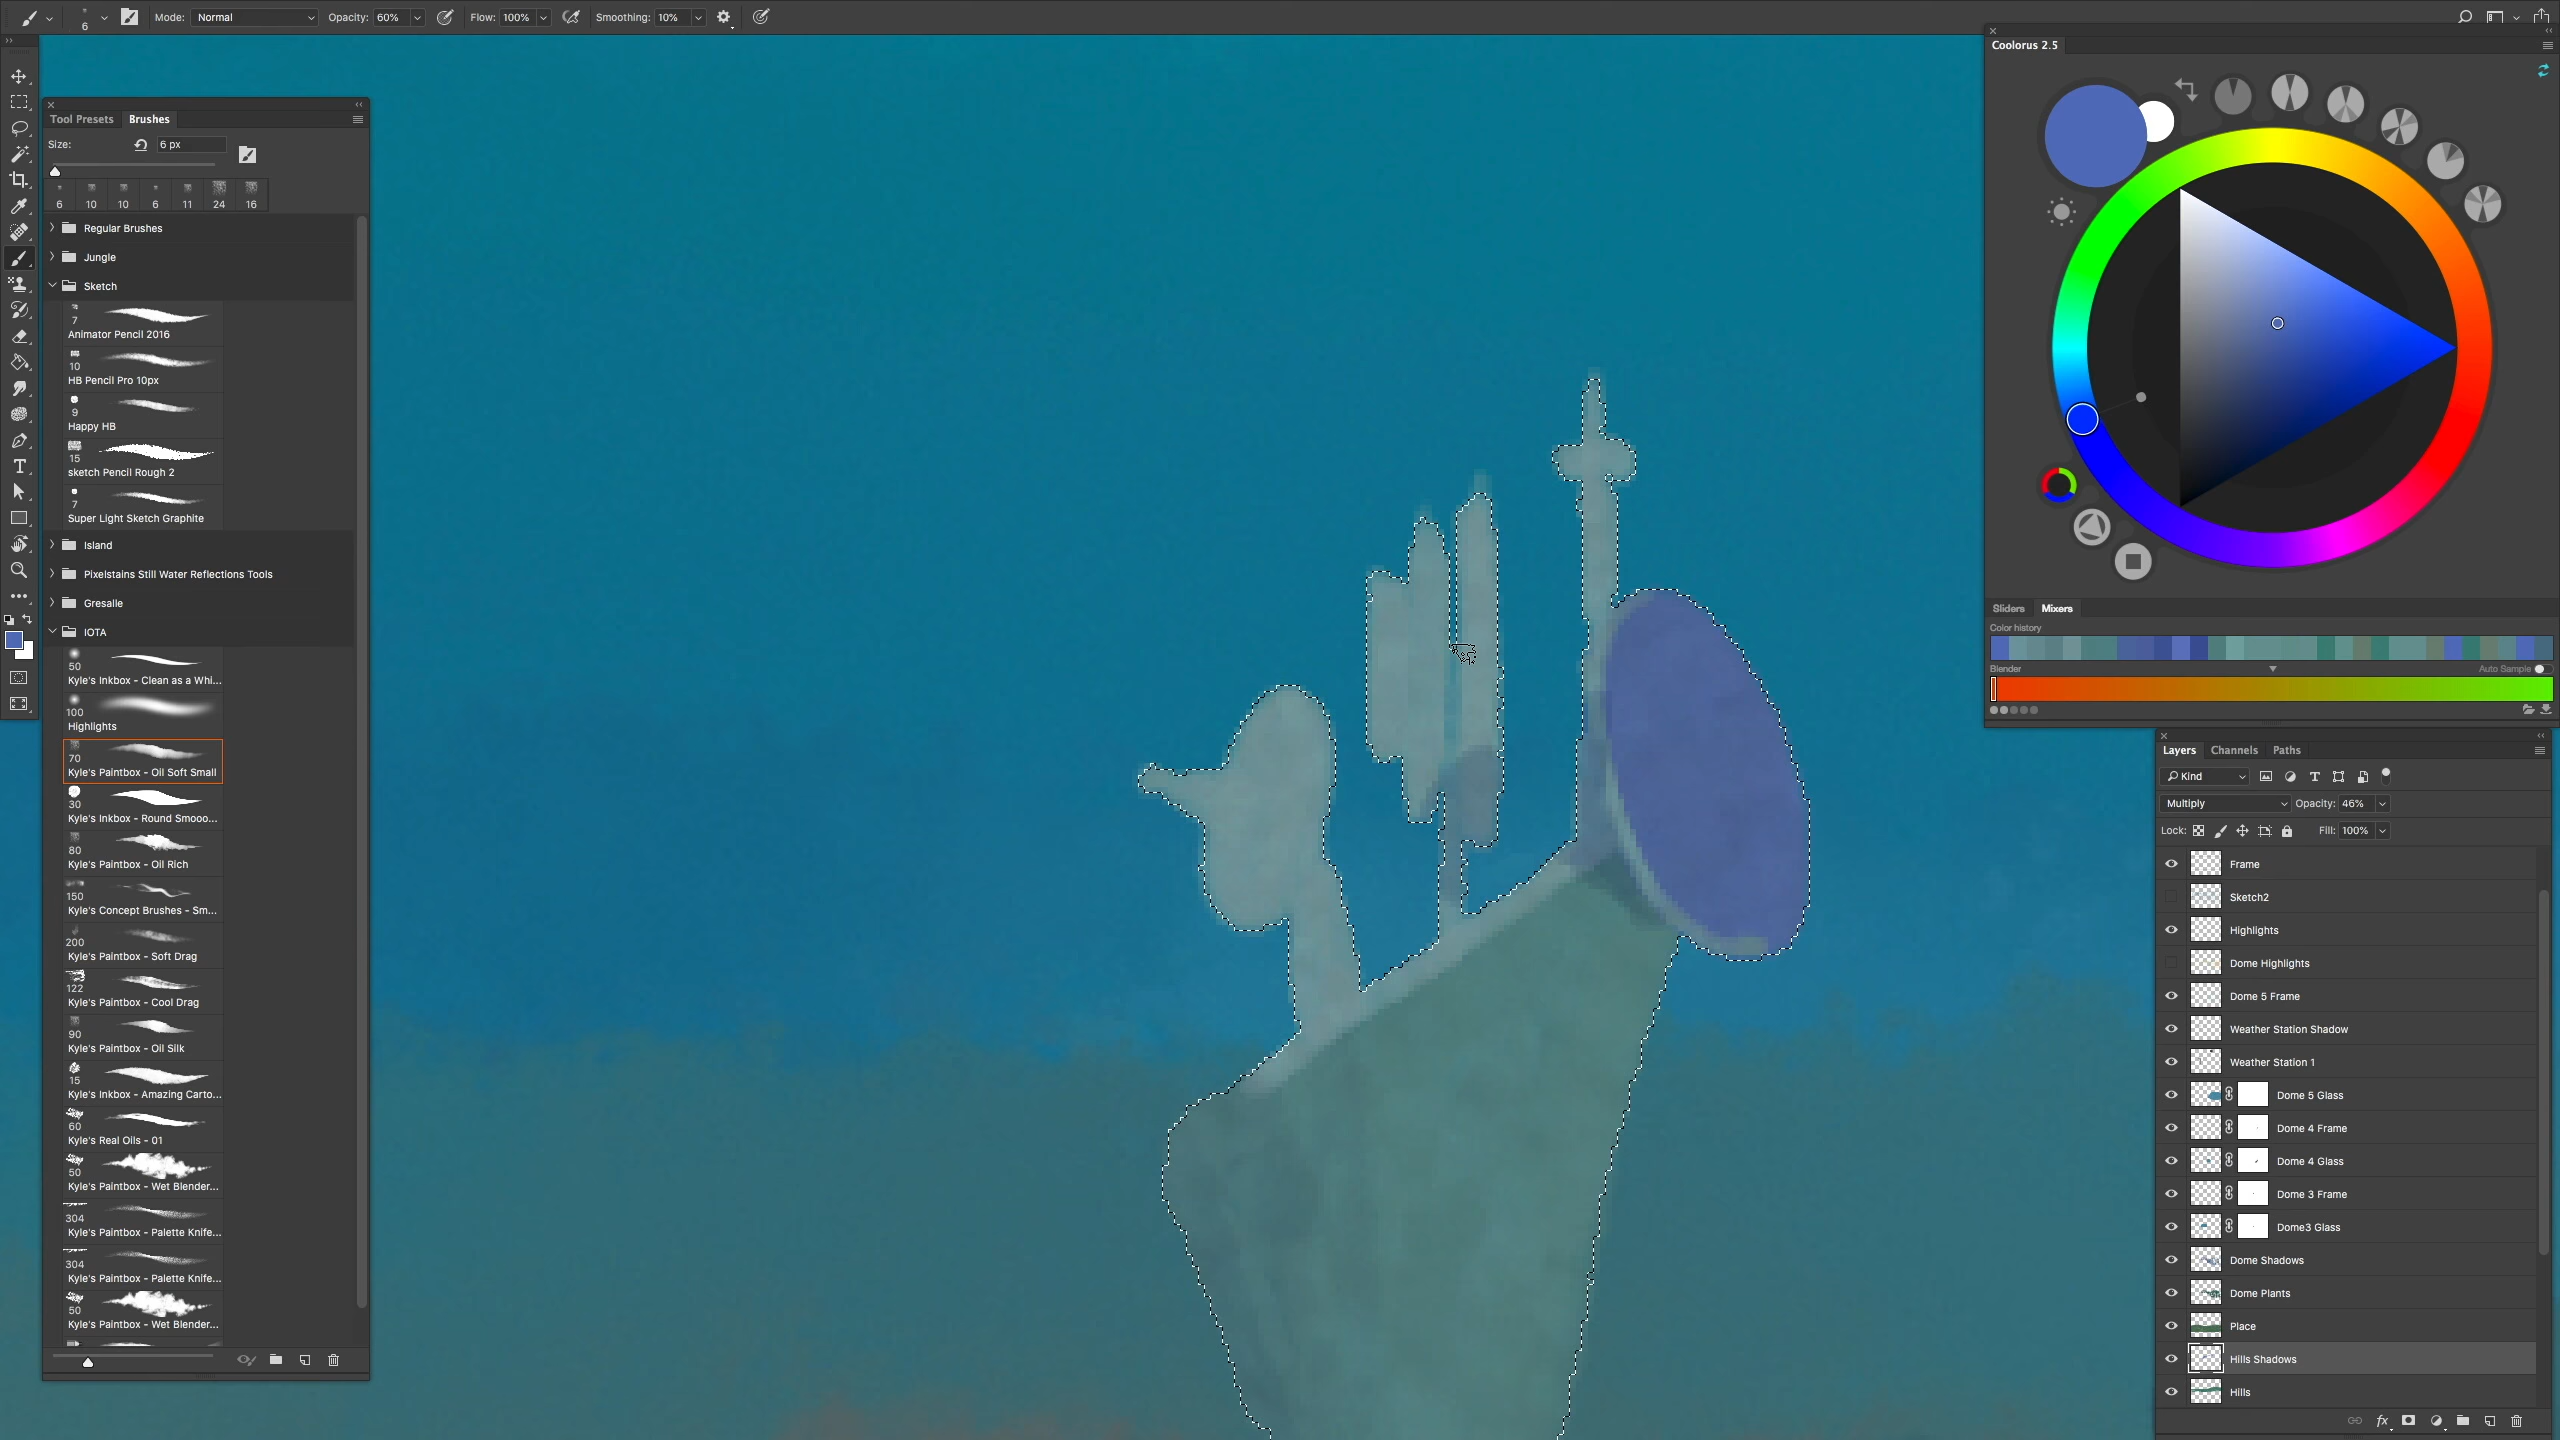 6
Mode: Normal
Opacity: 60%
Flow: 100%
Smoothing: 10%
Tool Presets
Brushes
Size:
6 px
6 10 10 6 11 24 16
Regular Brushes
Jungle
Sketch
7
Animator Pencil 2016
10
HB Pencil Pro 10px
9
Happy HB
15
sketch Pencil Rough 2
7
Super Light Sketch Graphite
Island
Pixelstains Still Water Reflections Tools
Gresalle
IOTA
50
Kyle's Inkbox - Clean as a Whi...
100
Highlights
70
Kyle's Paintbox - Oil Soft Small
30
Kyle's Inkbox - Round Smooo...
80
Kyle's Paintbox - Oil Rich
150
Kyle's Concept Brushes - Sm...
200
Kyle's Paintbox - Soft Drag
122
Kyle's Paintbox - Cool Drag
90
Kyle's Paintbox - Oil Silk
15
Kyle's Inkbox - Amazing Carto...
60
Kyle's Real Oils - 01
50
Kyle's Paintbox - Wet Blender...
304
Kyle's Paintbox - Palette Knife...
304
Kyle's Paintbox - Palette Knife...
50
Kyle's Paintbox - Wet Blender...
Coolorus 2.5
Sliders
Mixers
Color history
Blender
Auto Sample
Layers
Channels
Paths
Kind
Multiply
Opacity: 46%
Lock:
Fill: 100%
Frame
Sketch2
Highlights
Dome Highlights
Dome 5 Frame
Weather Station Shadow
Weather Station 1
Dome 5 Glass
Dome 4 Frame
Dome 4 Glass
Dome 3 Frame
Dome3 Glass
Dome Shadows
Dome Plants
Place
Hills Shadows
Hills
fx